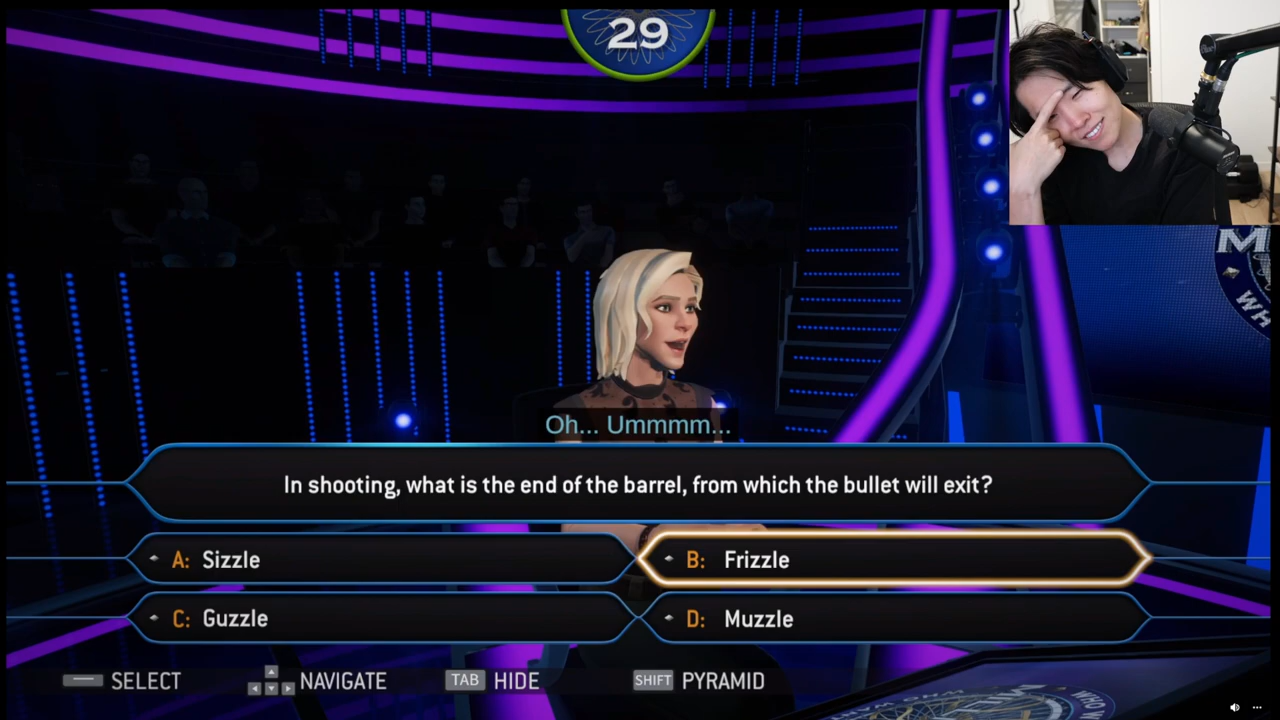 29
M
WH
Oh... Ummmm...
In shooting, what is the end of the barrel, from which the bullet will exit?
A: Sizzle
B: Frizzle
C: Guzzle
D: Muzzle
SELECT
NAVIGATE
TAB HIDE
SHIFT PYRAMID